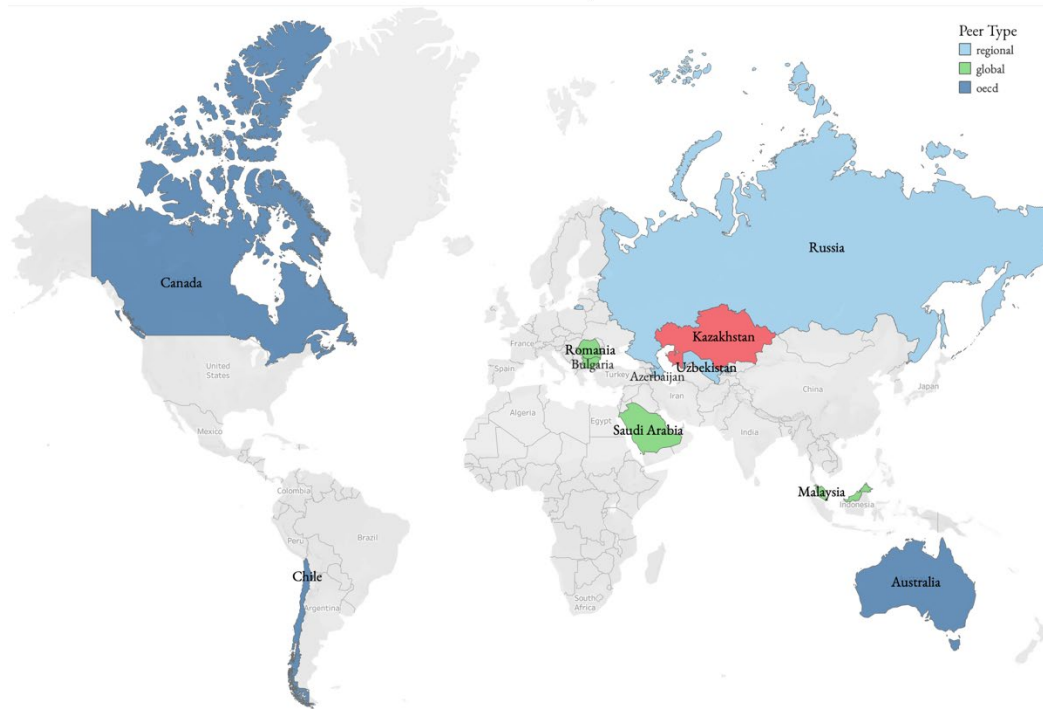 Peer Type
regional
global
oecd
Russia
Canada
Kazakhstan
Romania
France
Bulgaria
Uzbekistan
Spain
Turkey
Azerbaijan
United
States
China
Japan
Iran
Algeria
Egypt
Saudi Arabia
India
Mexico
Malaysia
Indonesia
Colombia
Peru
Brazil
Chile
Australia
Argentina
South
Africa